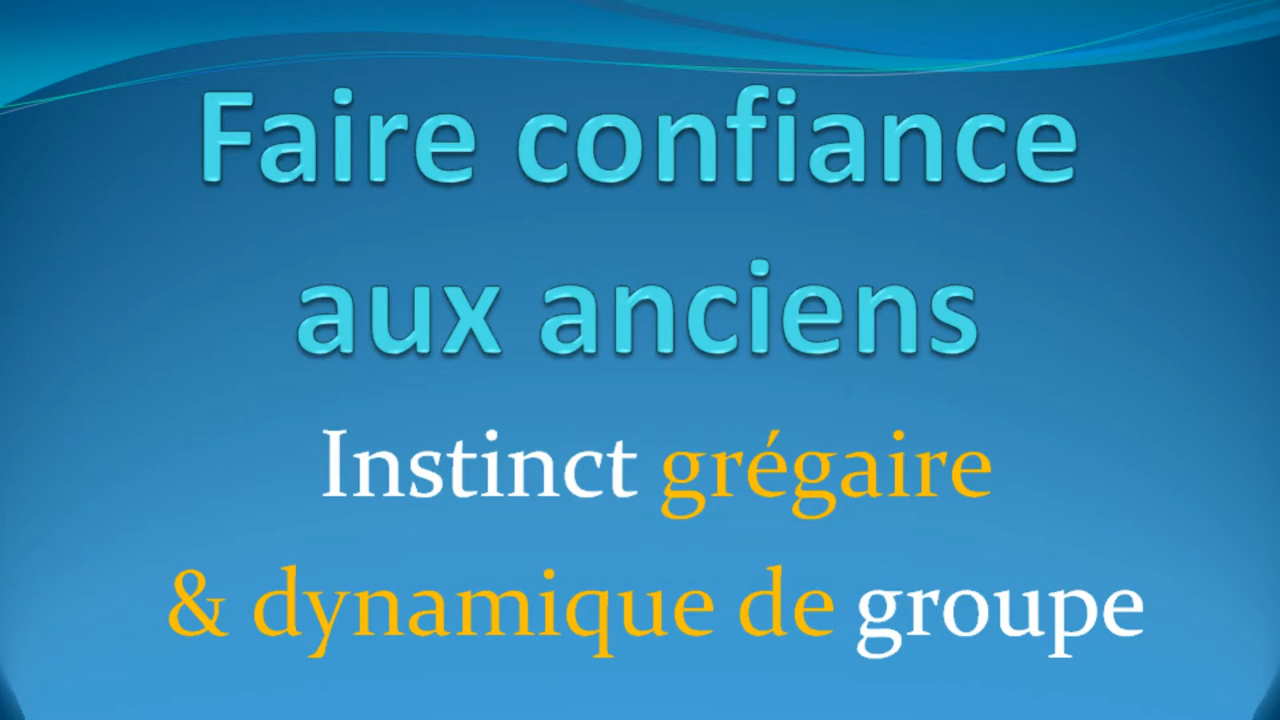 Faire confiance
aux anciens
Instinct grégaire
& dynamique de groupe